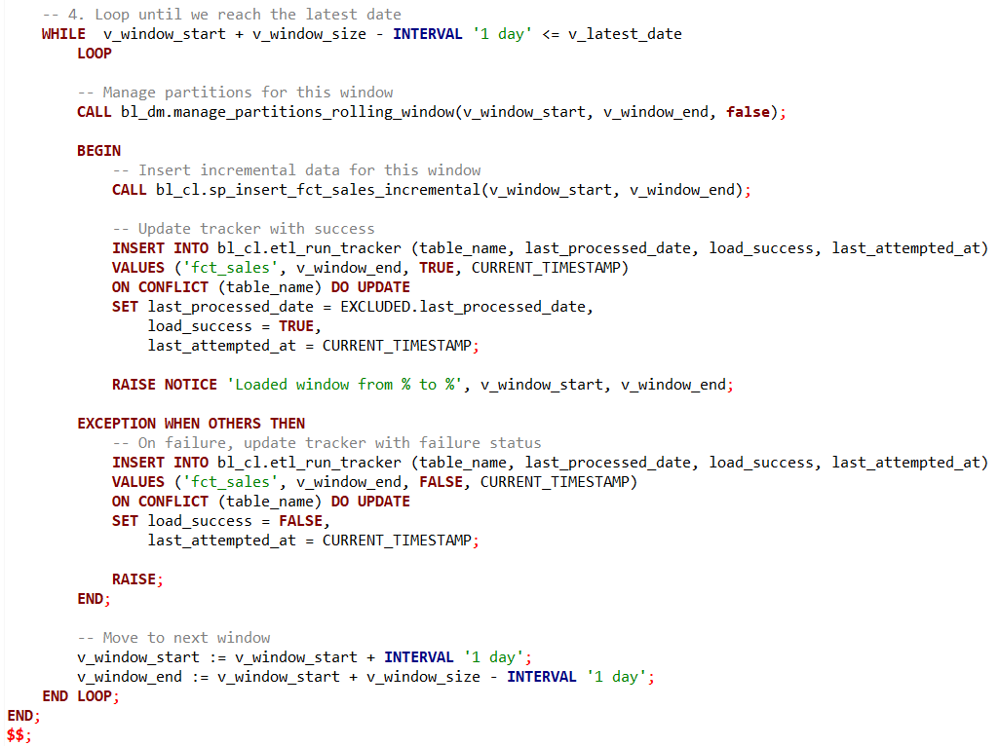 -- 4. Loop until we reach the latest date
WHILE  v_window_start + v_window_size - INTERVAL '1 day' <= v_latest_date
LOOP
-- Manage partitions for this window
CALL bl_dm.manage_partitions_rolling_window(v_window_start, v_window_end, false);
BEGIN
-- Insert incremental data for this window
CALL bl_cl.sp_insert_fct_sales_incremental(v_window_start, v_window_end);
-- Update tracker with success
INSERT INTO bl_cl.etl_run_tracker (table_name, last_processed_date, load_success, last_attempted_at)
VALUES ('fct_sales', v_window_end, TRUE, CURRENT_TIMESTAMP)
ON CONFLICT (table_name) DO UPDATE
SET last_processed_date = EXCLUDED.last_processed_date,
load_success = TRUE,
last_attempted_at = CURRENT_TIMESTAMP;
RAISE NOTICE 'Loaded window from % to %', v_window_start, v_window_end;
EXCEPTION WHEN OTHERS THEN
-- On failure, update tracker with failure status
INSERT INTO bl_cl.etl_run_tracker (table_name, last_processed_date, load_success, last_attempted_at)
VALUES ('fct_sales', v_window_end, FALSE, CURRENT_TIMESTAMP)
ON CONFLICT (table_name) DO UPDATE
SET load_success = FALSE,
last_attempted_at = CURRENT_TIMESTAMP;
RAISE;
END;
-- Move to next window
v_window_start := v_window_start + INTERVAL '1 day';
v_window_end := v_window_start + v_window_size - INTERVAL '1 day';
END LOOP;
END;
$$;